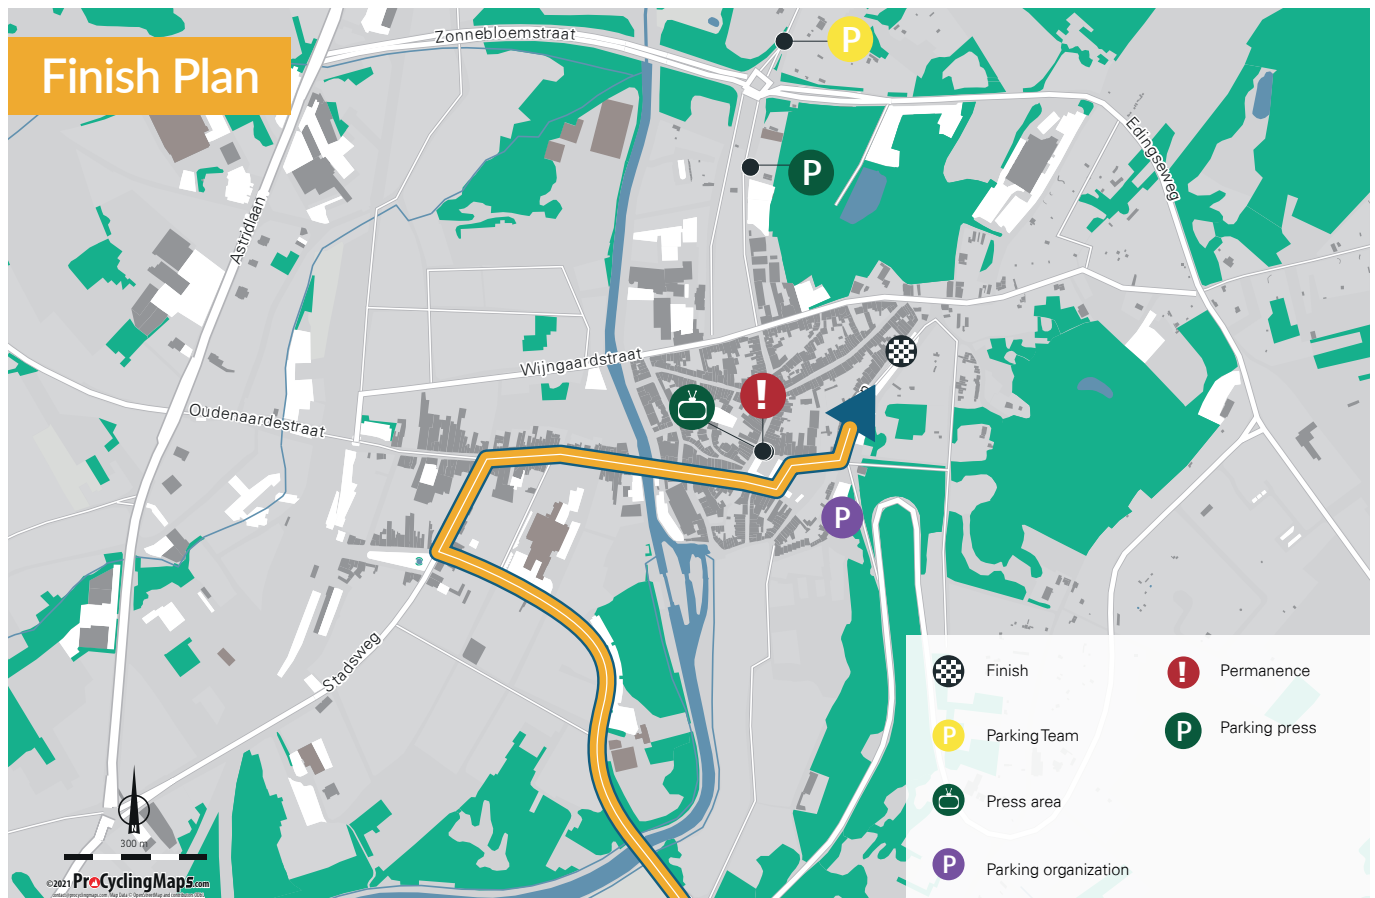 Finish Plan
Zonnebloemstraat
P
P
Edingseweg
Astridlaan
Wijngaardstraat
!
Oudenaardestraat
P
Stadsweg
Finish
! Permanence
P Parking Team
P Parking press
Press area
P Parking organization
N
300 m
©2021 ProCyclingMaps.com